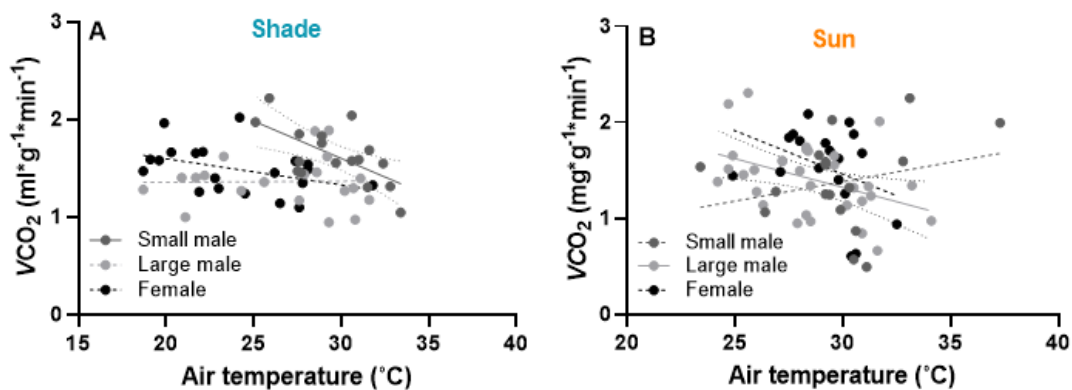 A
Shade
VCO₂ (ml*g⁻¹*min⁻¹)
3
2
1
0
Small male
Large male
Female
15 20 25 30 35 40
Air temperature (°C)
B
Sun
VCO₂ (mg*g⁻¹*min⁻¹)
3
2
1
0
Small male
Large male
Female
20 25 30 35 40
Air temperature (°C)